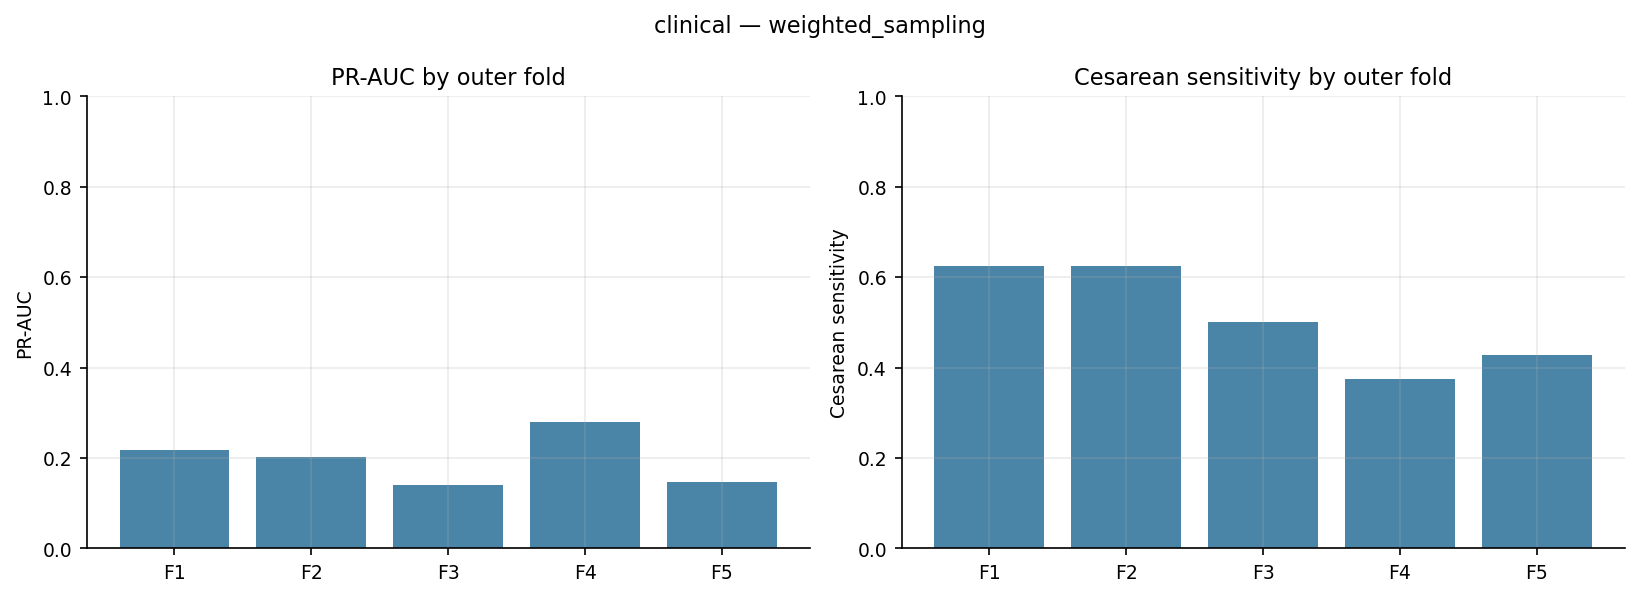 clinical — weighted_sampling
PR-AUC by outer fold
PR-AUC
1.0
0.8
0.6
0.4
0.2
0.0
F1 F2 F3 F4 F5
Cesarean sensitivity by outer fold
Cesarean sensitivity
1.0
0.8
0.6
0.4
0.2
0.0
F1 F2 F3 F4 F5